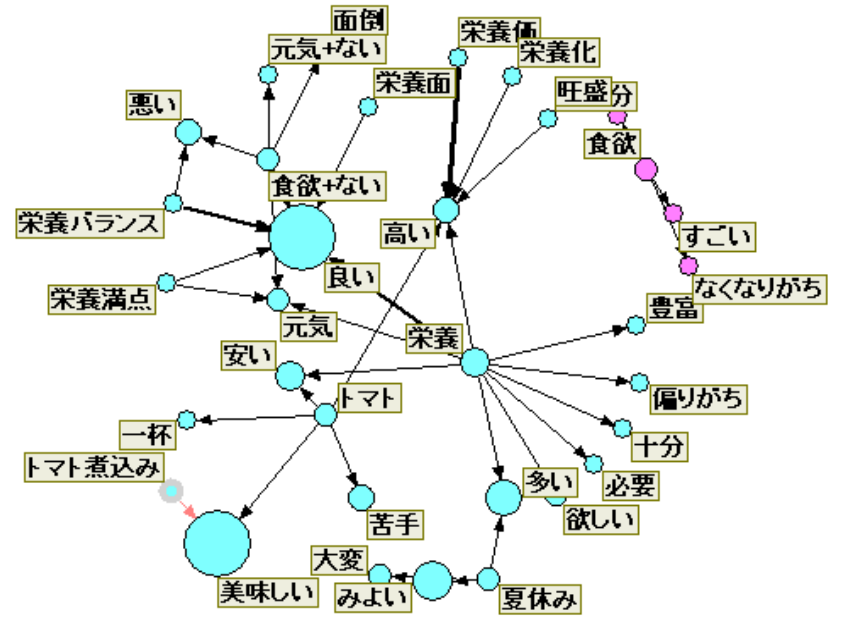 面倒
元気+ない
栄養価
栄養化
栄養面
旺盛
分
悪い
食欲
食欲+ない
栄養バランス
高い
すごい
良い
なくなりがち
栄養満点
豊富
元気
栄養
安い
トマト
偏りがち
一杯
十分
トマト煮込み
多い
必要
苦手
欲しい
大変
美味しい
みよい
夏休み